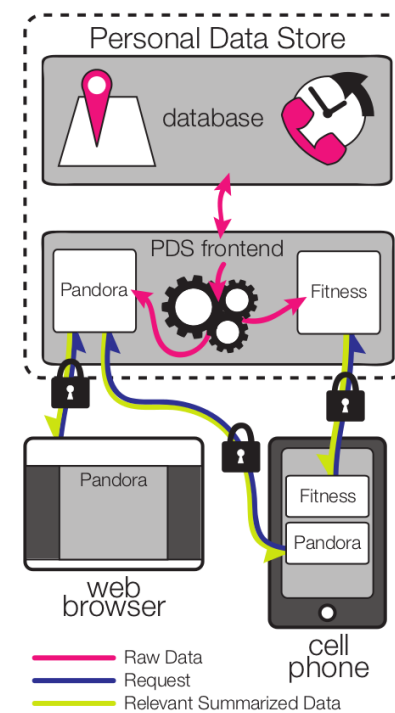 Personal Data Store
database
PDS frontend
Pandora
Fitness
Pandora
Fitness
Pandora
web
browser
cell
phone
Raw Data
Request
Relevant Summarized Data